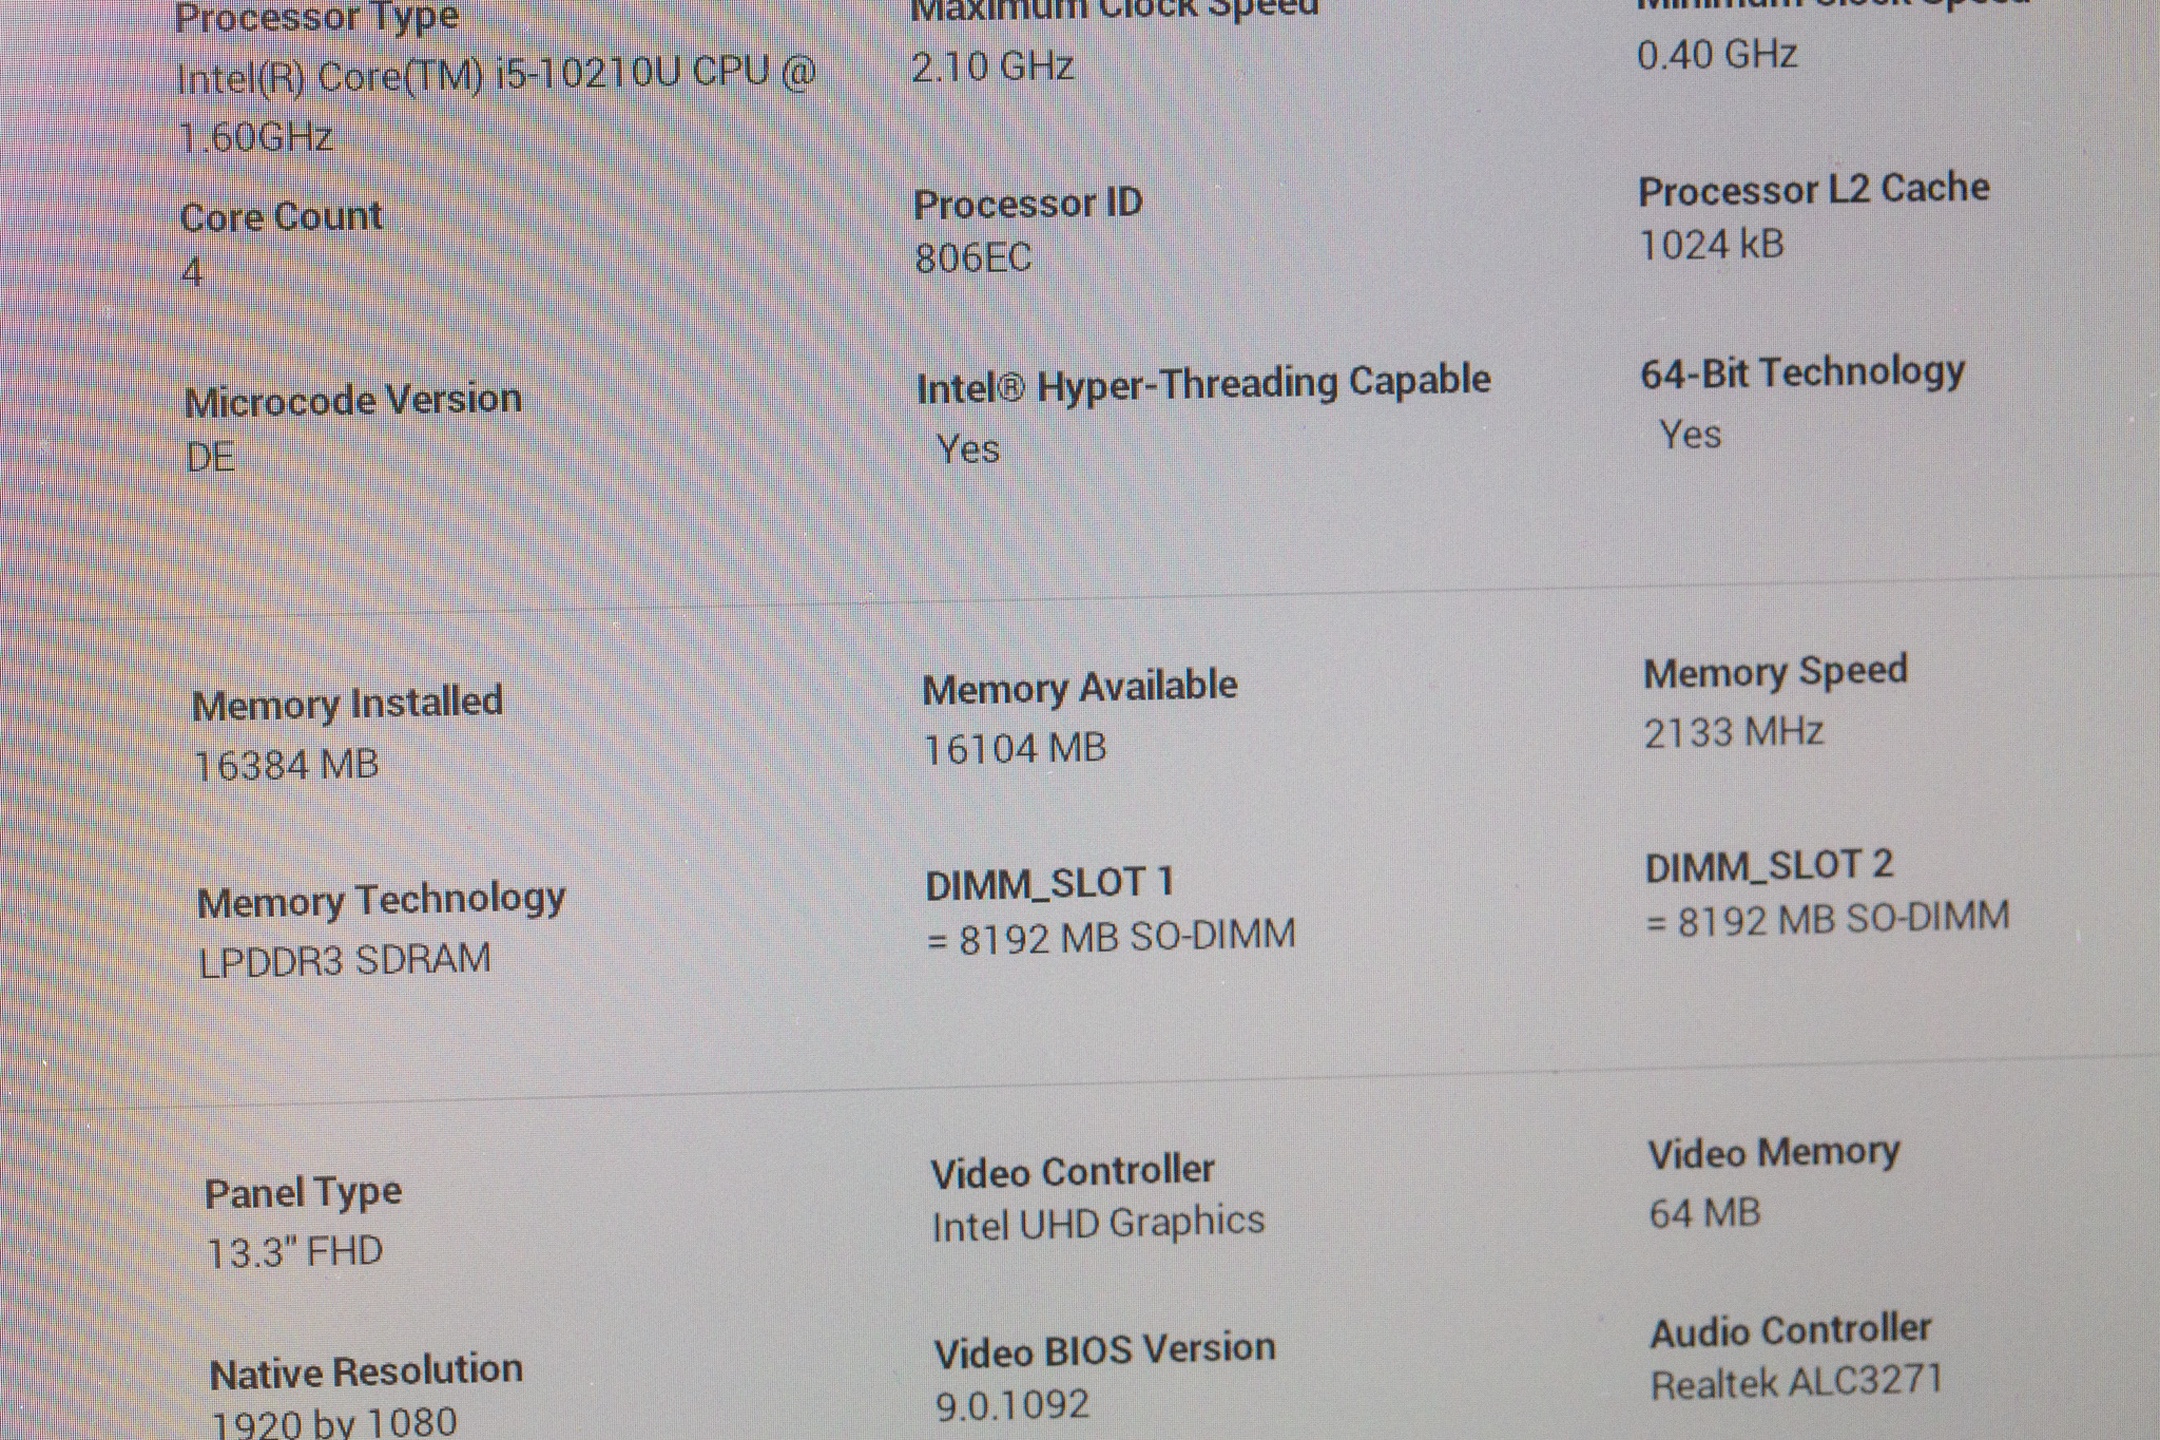 Processor Type
Intel(R) Core(TM) i5-10210U CPU @
1.60GHz
Maximum Clock Speed
2.10 GHz
Minimum Clock Speed
0.40 GHz
Core Count
4
Processor ID
806EC
Processor L2 Cache
1024 kB
Microcode Version
DE
Intel® Hyper-Threading Capable
Yes
64-Bit Technology
Yes
Memory Installed
16384 MB
Memory Available
16104 MB
Memory Speed
2133 MHz
Memory Technology
LPDDR3 SDRAM
DIMM_SLOT 1
= 8192 MB SO-DIMM
DIMM_SLOT 2
= 8192 MB SO-DIMM
Panel Type
13.3" FHD
Video Controller
Intel UHD Graphics
Video Memory
64 MB
Native Resolution
1920 by 1080
Video BIOS Version
9.0.1092
Audio Controller
Realtek ALC3271